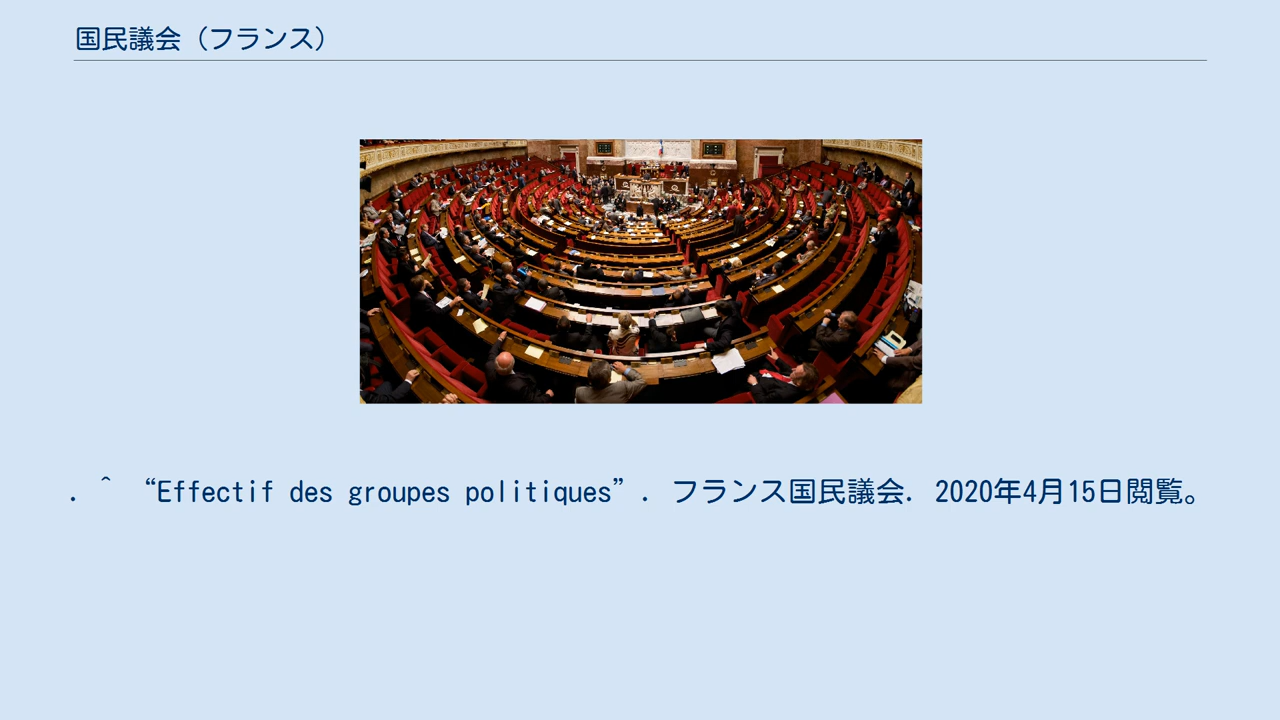 国民議会（フランス）
. ^ “Effectif des groupes politiques”. フランス国民議会. 2020年4月15日閲覧。